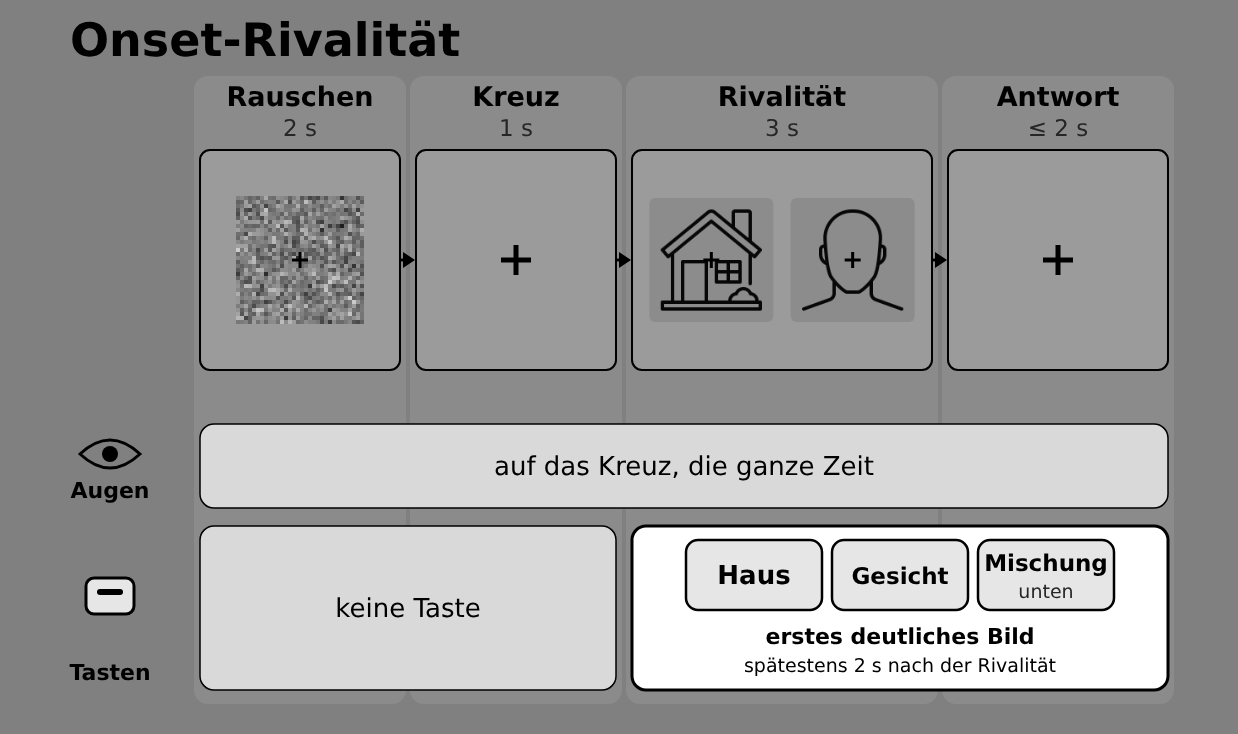 Onset-Rivalität
Rauschen
2 s
Kreuz
1 s
Rivalität
3 s
Antwort
≤ 2 s
Augen
auf das Kreuz, die ganze Zeit
Tasten
keine Taste
Haus
Gesicht
Mischung
unten
erstes deutliches Bild
spätestens 2 s nach der Rivalität